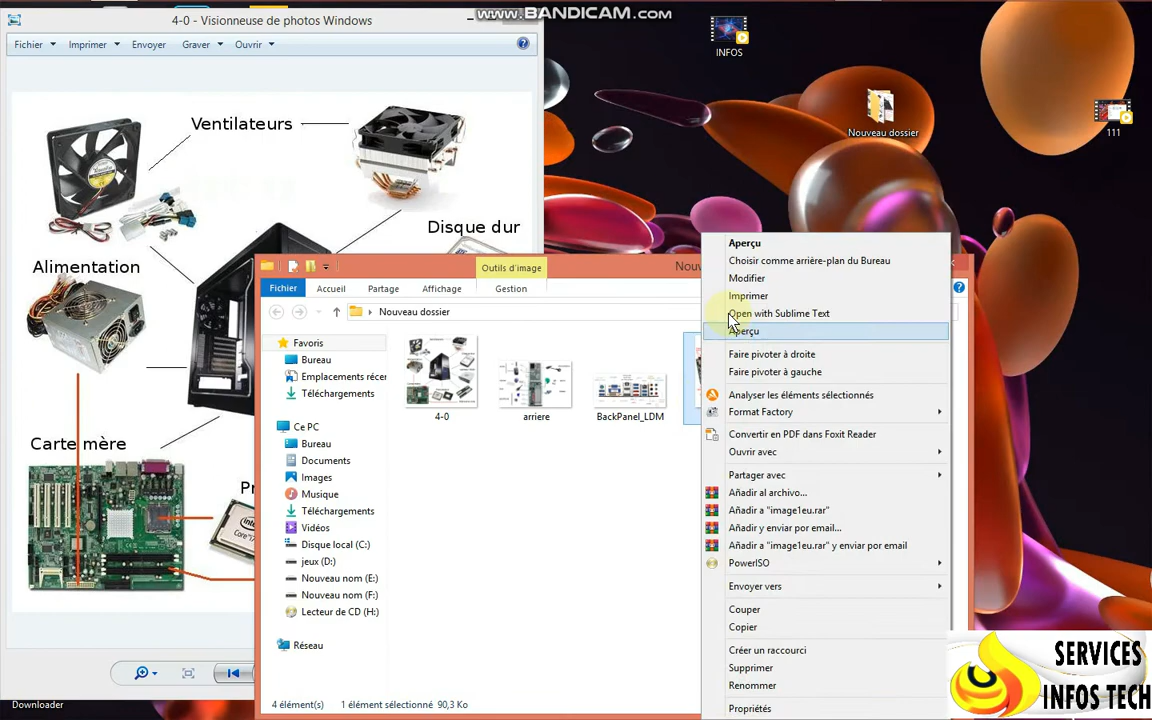 www.BANDICAM.com
4-0 - Visionneuse de photos Windows
Fichier Imprimer Envoyer Graver Ouvrir
Ventilateurs
Disque dur
Alimentation
Carte mère
INFOS
Nouveau dossier
111
Outils d'image
Fichier Accueil Partage Affichage Gestion
Nouveau dossier
Favoris
Bureau
Emplacements récer
Téléchargements
Ce PC
Bureau
Documents
Images
Musique
Téléchargements
Vidéos
Disque local (C:)
jeux (D:)
Nouveau nom (E:)
Nouveau nom (F:)
Lecteur de CD (H:)
Réseau
4-0
arriere
BackPanel_LDM
4 élément(s) 1 élément sélectionné 90,3 Ko
Aperçu
Choisir comme arrière-plan du Bureau
Modifier
Imprimer
Open with Sublime Text
Aperçu
Faire pivoter à droite
Faire pivoter à gauche
Analyser les éléments sélectionnés
Format Factory
Convertir en PDF dans Foxit Reader
Ouvrir avec
Partager avec
Añadir al archivo...
Añadir a "image1eu.rar"
Añadir y enviar por email...
Añadir a "image1eu.rar" y enviar por email
PowerISO
Envoyer vers
Couper
Copier
Créer un raccourci
Supprimer
Renommer
Propriétés
Downloader
SERVICES
INFOS TECH